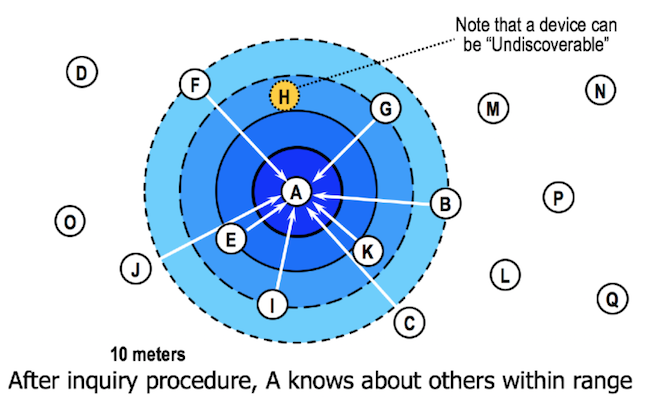 Note that a device can
be “Undiscoverable”
D
F
H
G
M
N
A
B
P
O
E
K
J
I
L
C
Q
10 meters
After inquiry procedure, A knows about others within range